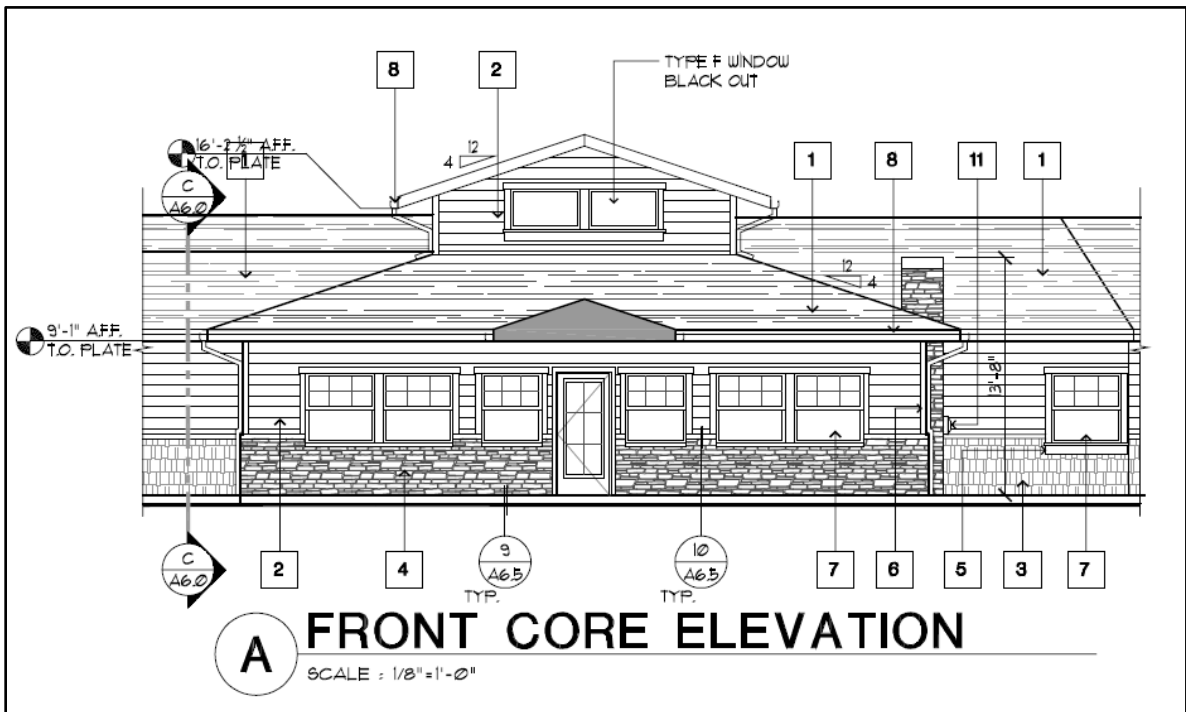 8
2
TYPE F WINDOW
BLACK OUT
16'-2 ½" A.F.F.
T.O. PLATE
1
12
4
1
8
11
1
C
A6.0
12
4
9'-1" A.F.F.
T.O. PLATE
13'-8"
C
A6.0
2
4
9
A6.5
TYP.
10
A6.5
TYP.
7
6
5
3
7
A
FRONT CORE ELEVATION
SCALE : 1/8"=1'-0"